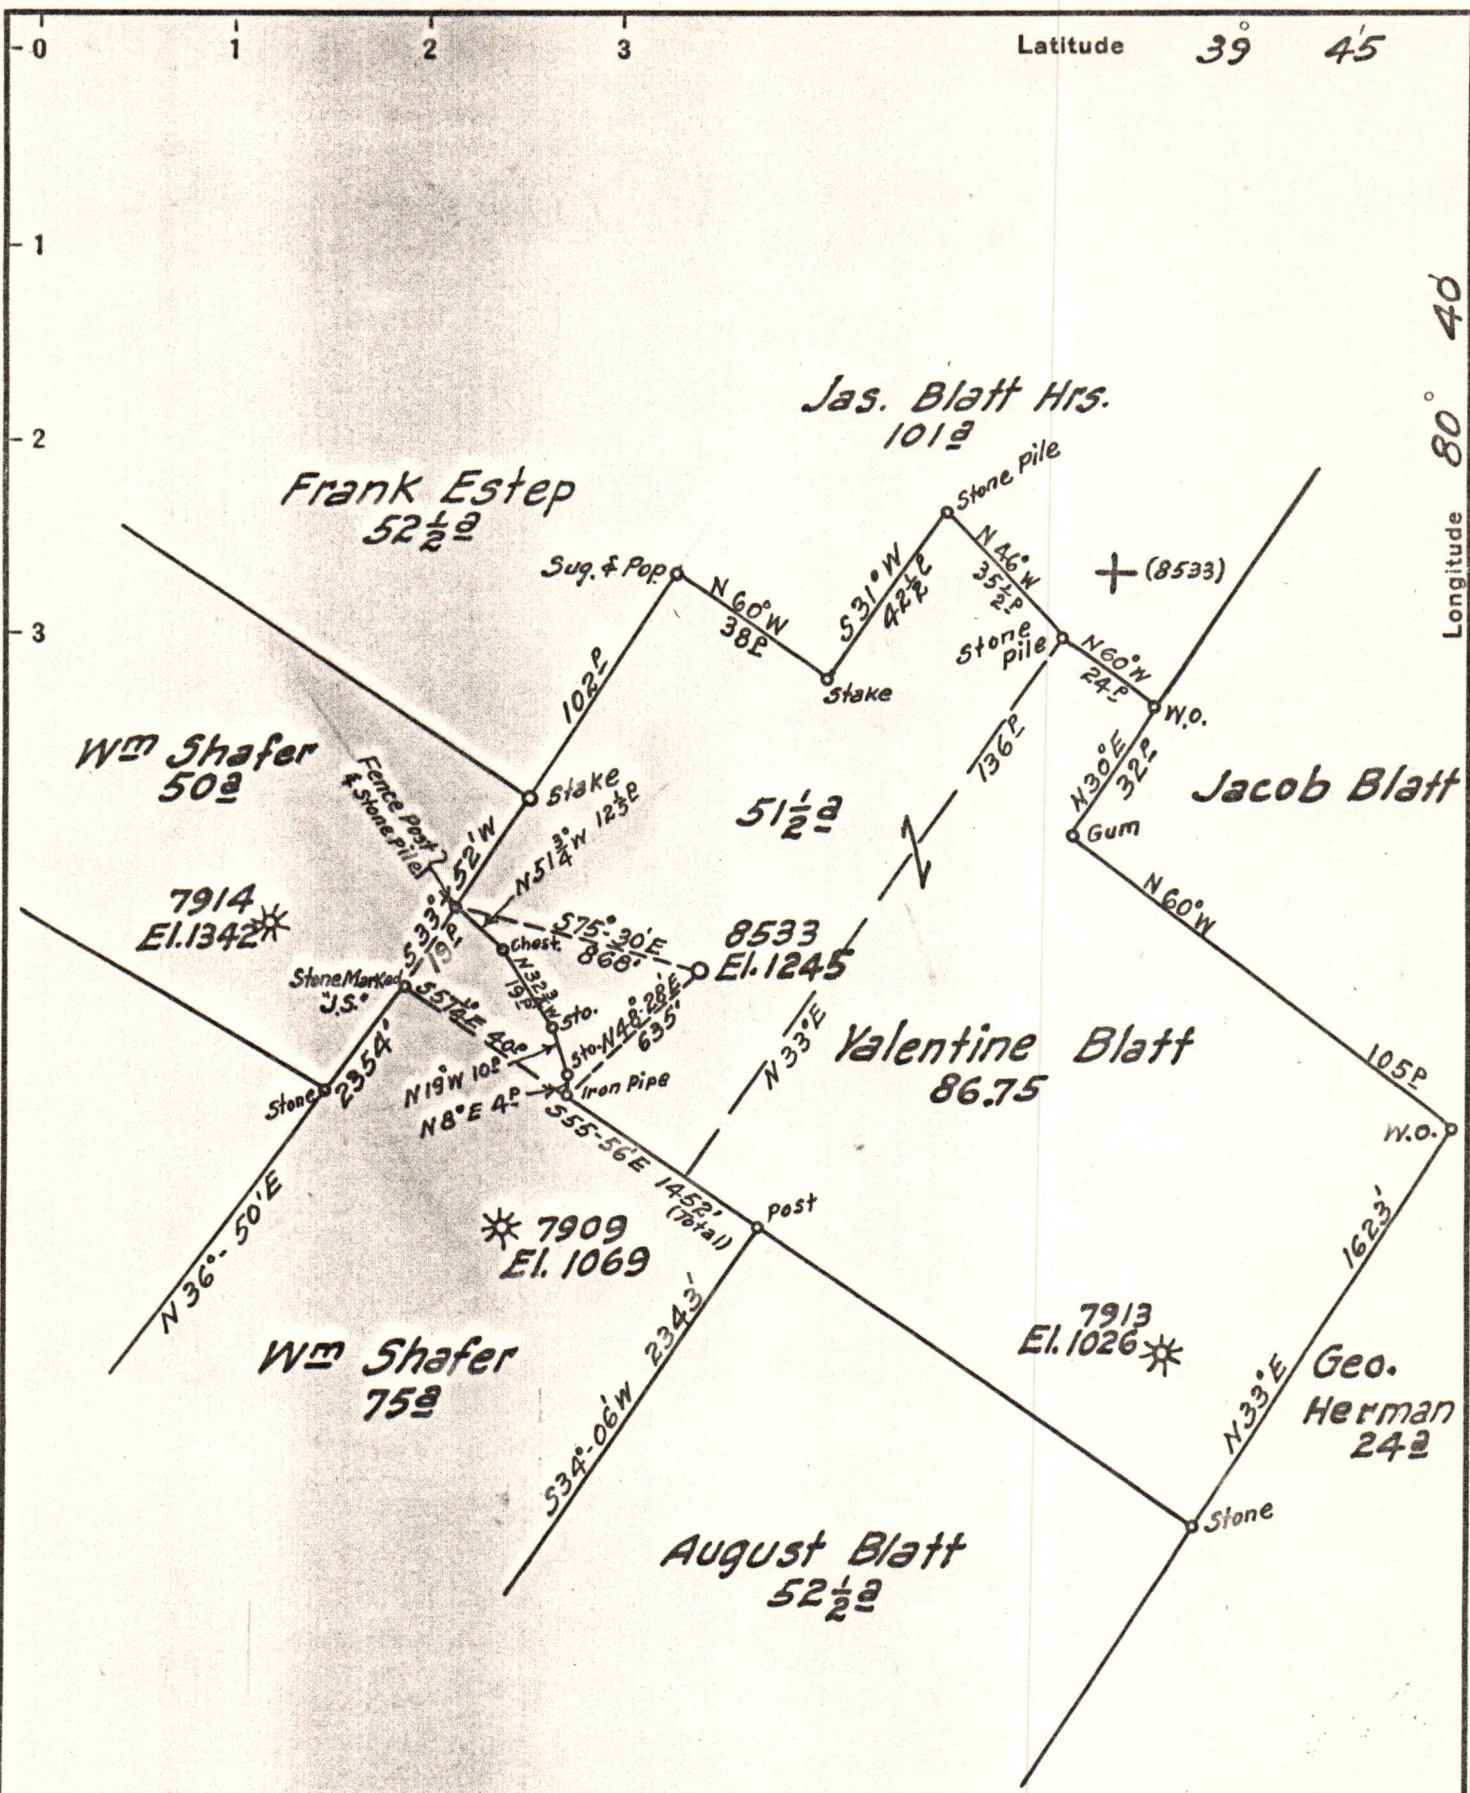 0 1 2 3 Latitude 39° 45'
1
2
3
Longitude 80° 40'
Jas. Blatt Hrs.
101a
Frank Estep
52½a
Stone Pile
Sug. & Pop.
N 60° W
38P
S 31° W
42½P
N 46° W
35½P
(8533)
Stone
Pile
N 60° W
24P
Stake
W.O.
102P
N 30° E
32P
136P
Wm Shafer
50a
Fence Post
& Stone Pile
Stake
N 51¾° W 12⅓P
51½a
Jacob Blatt
Gum
52'W
S 33°
N 60° W
7914
El. 1342
S 75°-30'E
868'
8533
El. 1245
Chest.
N 32¾ W
19P
Stone Marked
"J.S."
S 57¼° E 40P
Sto.
N 48°-28'E
635'
Sto.
N 19° W 10P
N 8° E 4P
Iron Pipe
N 33° E
Valentine Blatt
86.75
105P
W.O.
Stone
2354'
S 55-56'E 1452'
(Total)
Post
N 36°-50'E
7909
El. 1069
1623'
2343'
S 34°-06'W
7913
El. 1026
N 33° E
Geo.
Herman
24a
Wm Shafer
75a
Stone
August Blatt
52½a